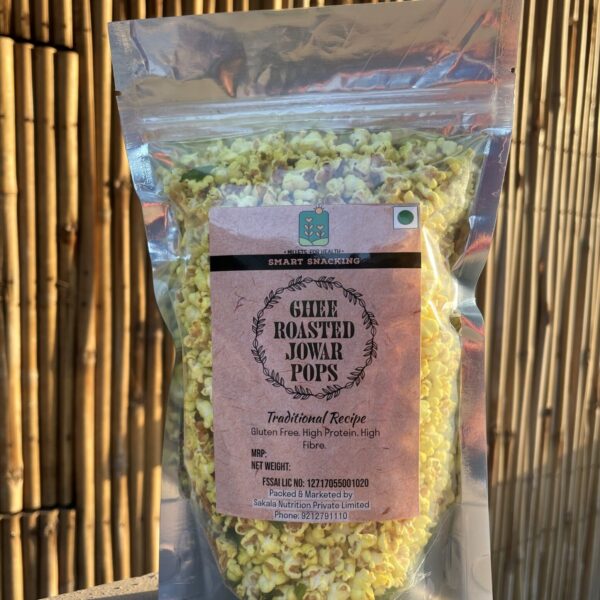 • MILLETS FOR HEALTH •
SMART SNACKING
GHEE
ROASTED
JOWAR
POPS
Traditional Recipe
Gluten Free. High Protein. High
Fibre.
MRP:
NET WEIGHT:
FSSAI LIC NO: 12717055001020
Packed & Marketed by
Sakala Nutrition Private Limited
Phone: 9212791110